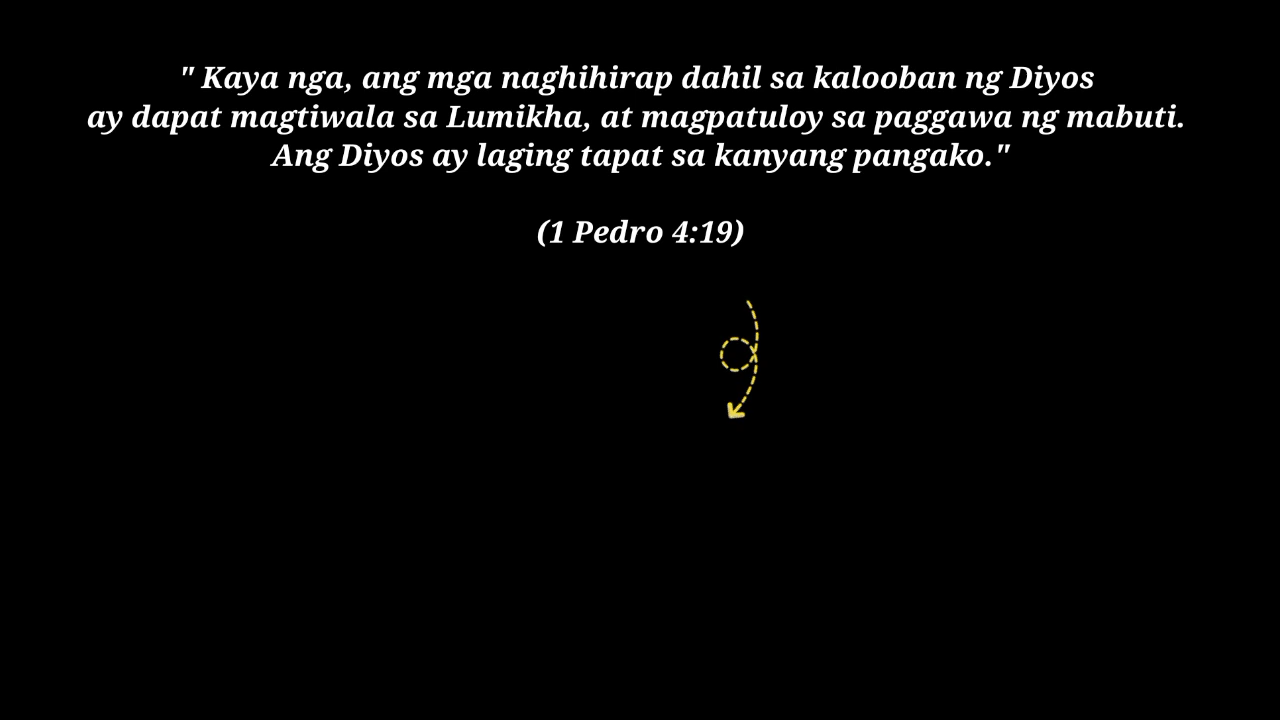 " Kaya nga, ang mga naghihirap dahil sa kalooban ng Diyos
ay dapat magtiwala sa Lumikha, at magpatuloy sa paggawa ng mabuti.
Ang Diyos ay laging tapat sa kanyang pangako."
(1 Pedro 4:19)